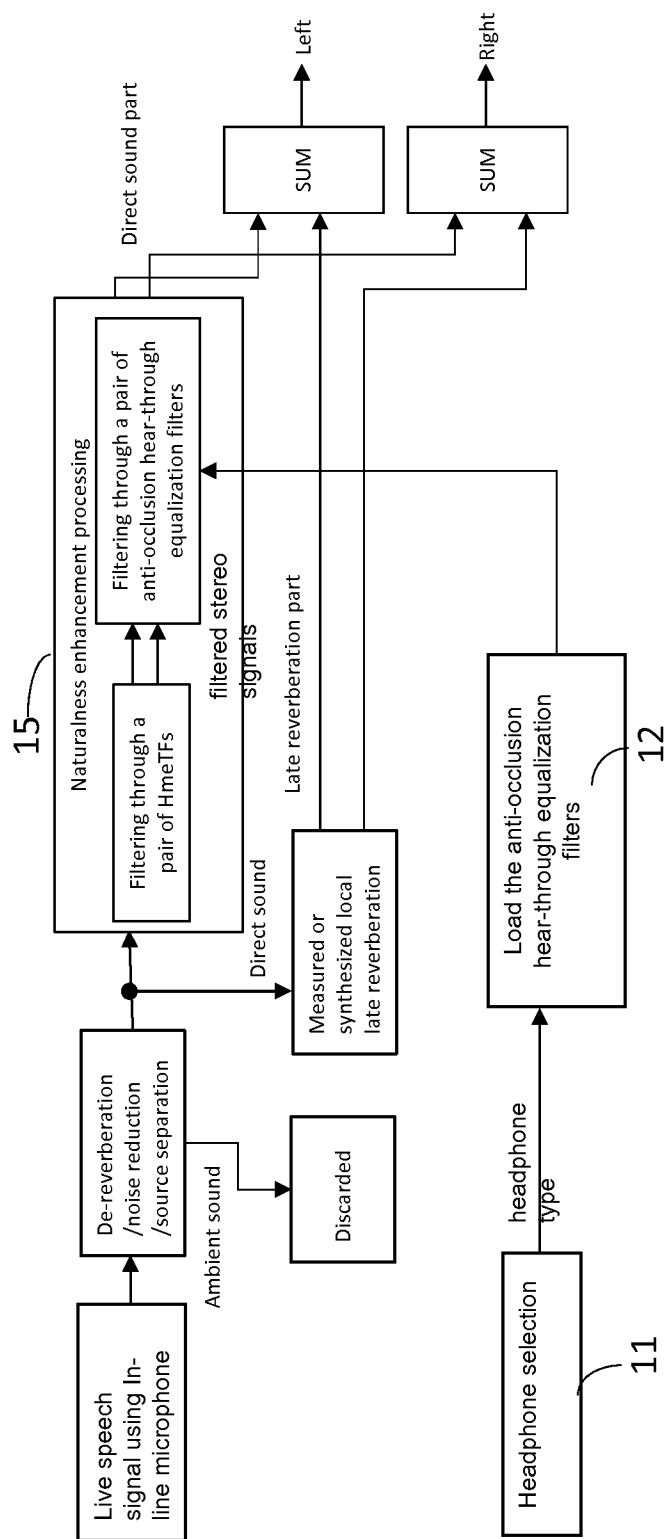 Live speech
signal using In-
line microphone
De-reverberation
/noise reduction
/source separation
Ambient sound
Discarded
Direct sound
15
Naturalness enhancement processing
Filtering through a
pair of HmeTFs
Filtering through a pair of
anti-occlusion hear-through
equalization filters
filtered stereo
signals
Direct sound part
Measured or
synthesized local
late reverberation
Late reverberation part
SUM
Left
SUM
Right
Headphone selection
11
headphone
type
Load the anti-occlusion
hear-through equalization
filters
12